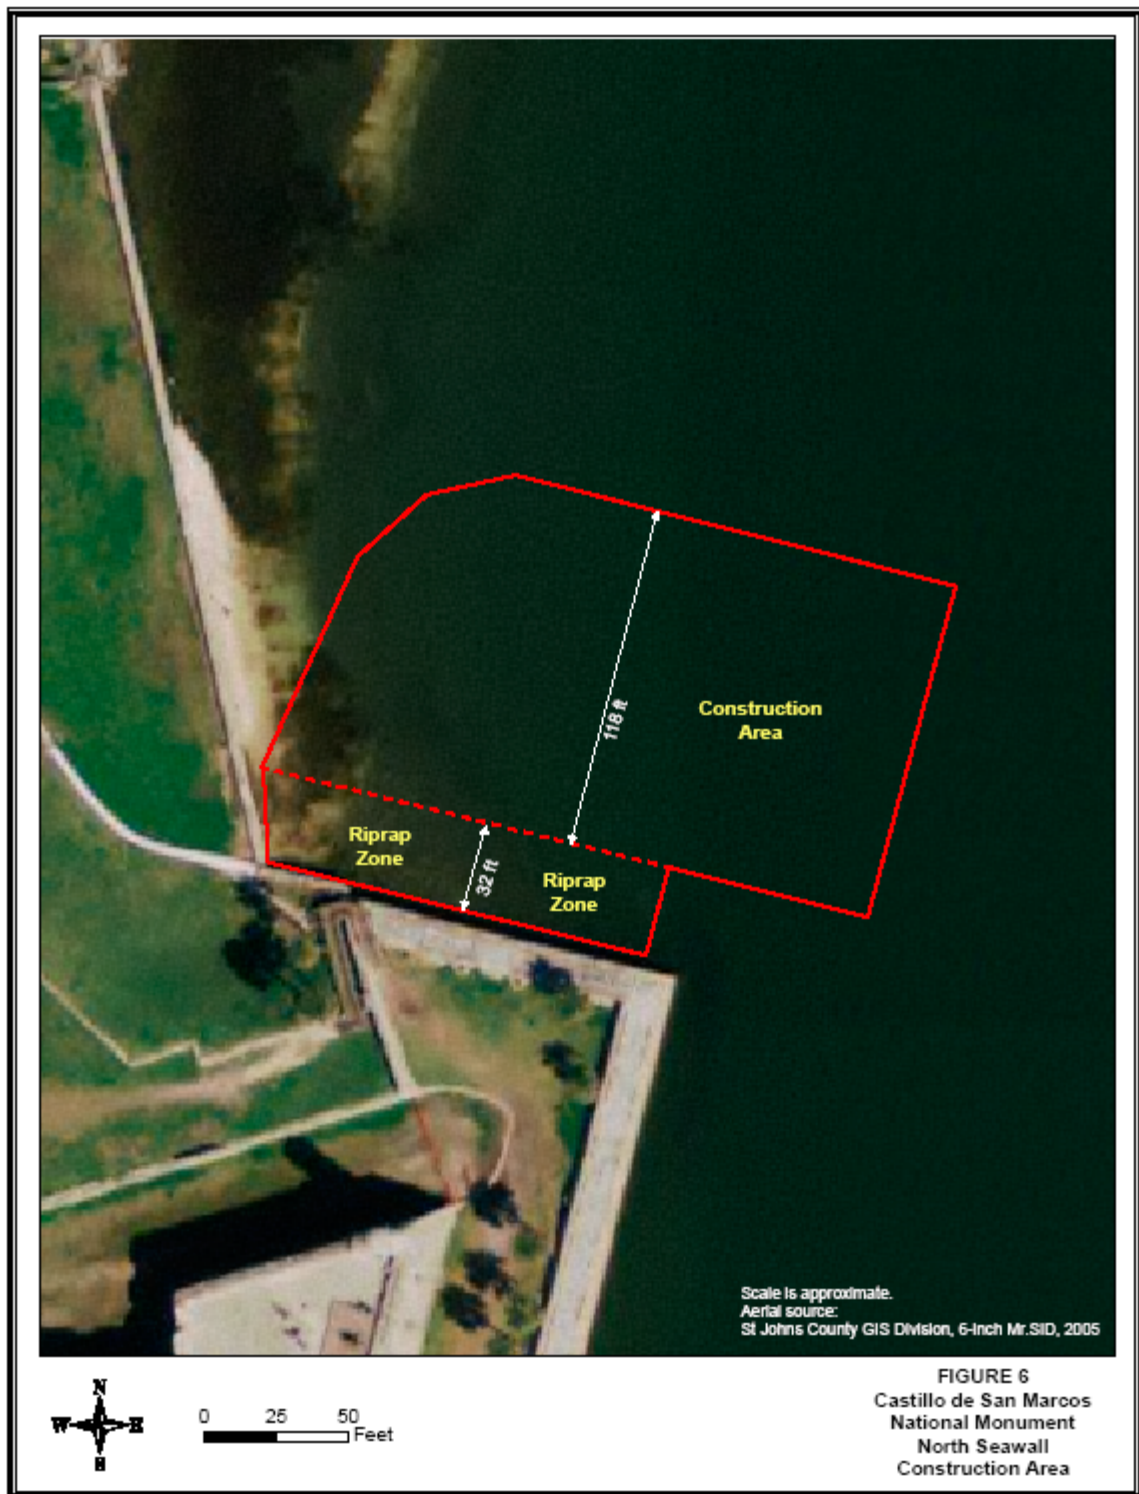 118 ft
Construction
Area
Riprap
Zone
32 ft
Riprap
Zone
Scale is approximate.
Aerial source:
St Johns County GIS Division, 6-inch Mr.SID, 2005
N
W
E
S
0 25 50
Feet
FIGURE 6
Castillo de San Marcos
National Monument
North Seawall
Construction Area